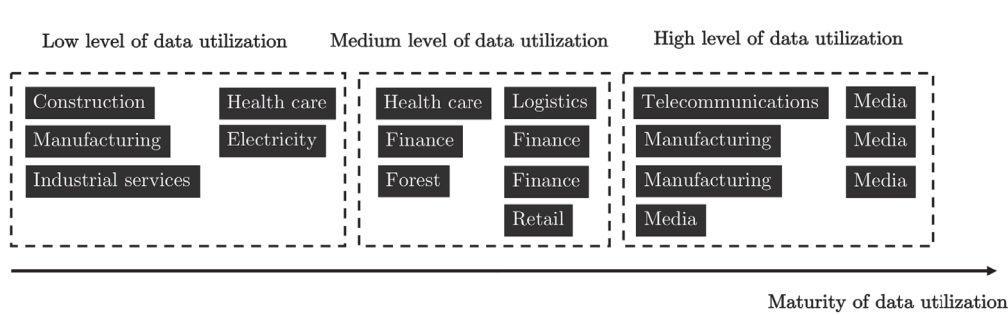 Low level of data utilization
Medium level of data utilization
High level of data utilization
Construction
Health care
Manufacturing
Electricity
Industrial services
Health care
Logistics
Finance
Finance
Forest
Finance
Retail
Telecommunications
Media
Manufacturing
Media
Manufacturing
Media
Media
Maturity of data utilization